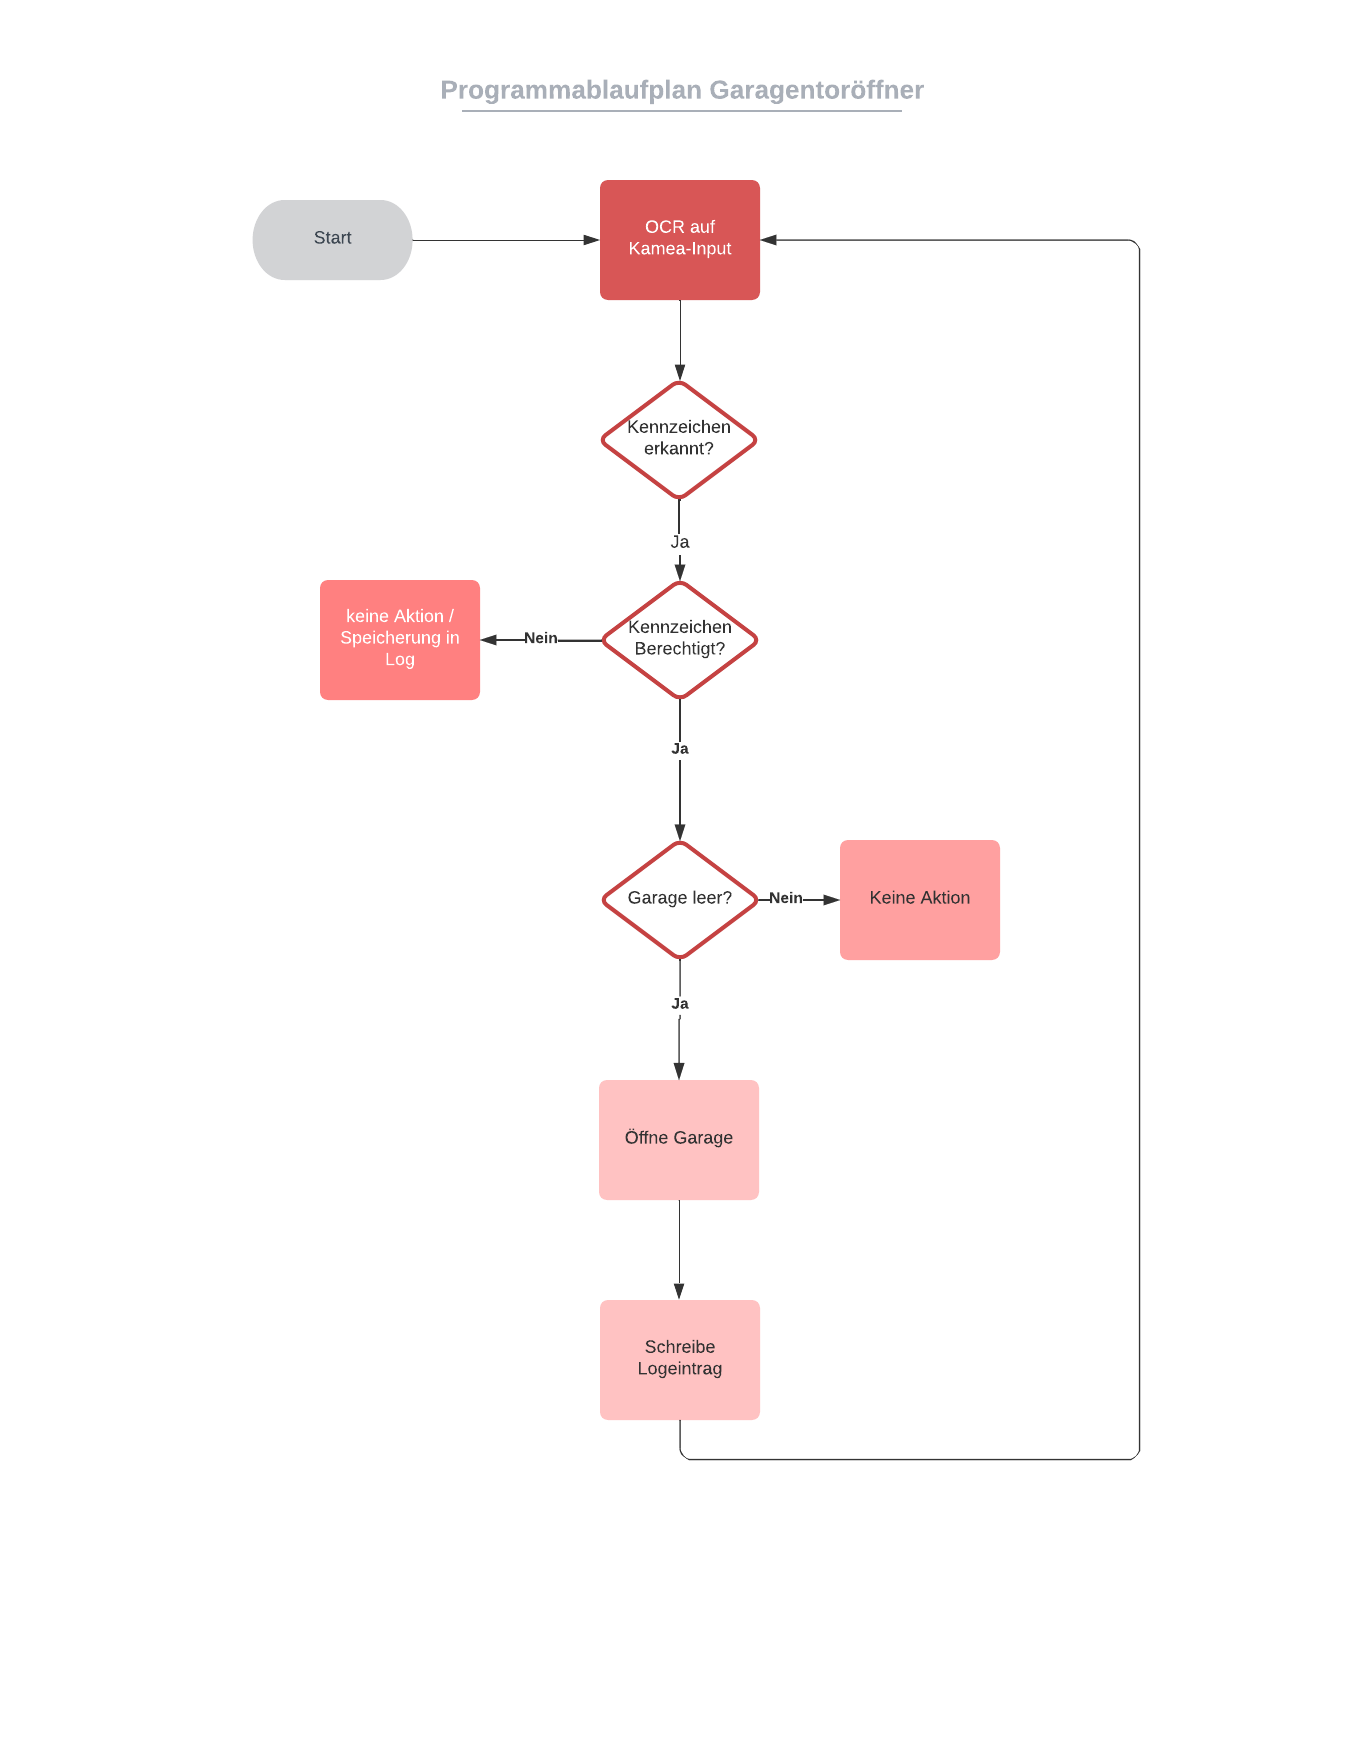 Programmablaufplan Garagentoröffner
Start
OCR auf
Kamea-Input
Kennzeichen
erkannt?
Ja
keine Aktion /
Speicherung in
Log
Nein
Kennzeichen
Berechtigt?
Ja
Garage leer?
Nein
Keine Aktion
Ja
Öffne Garage
Schreibe
Logeintrag